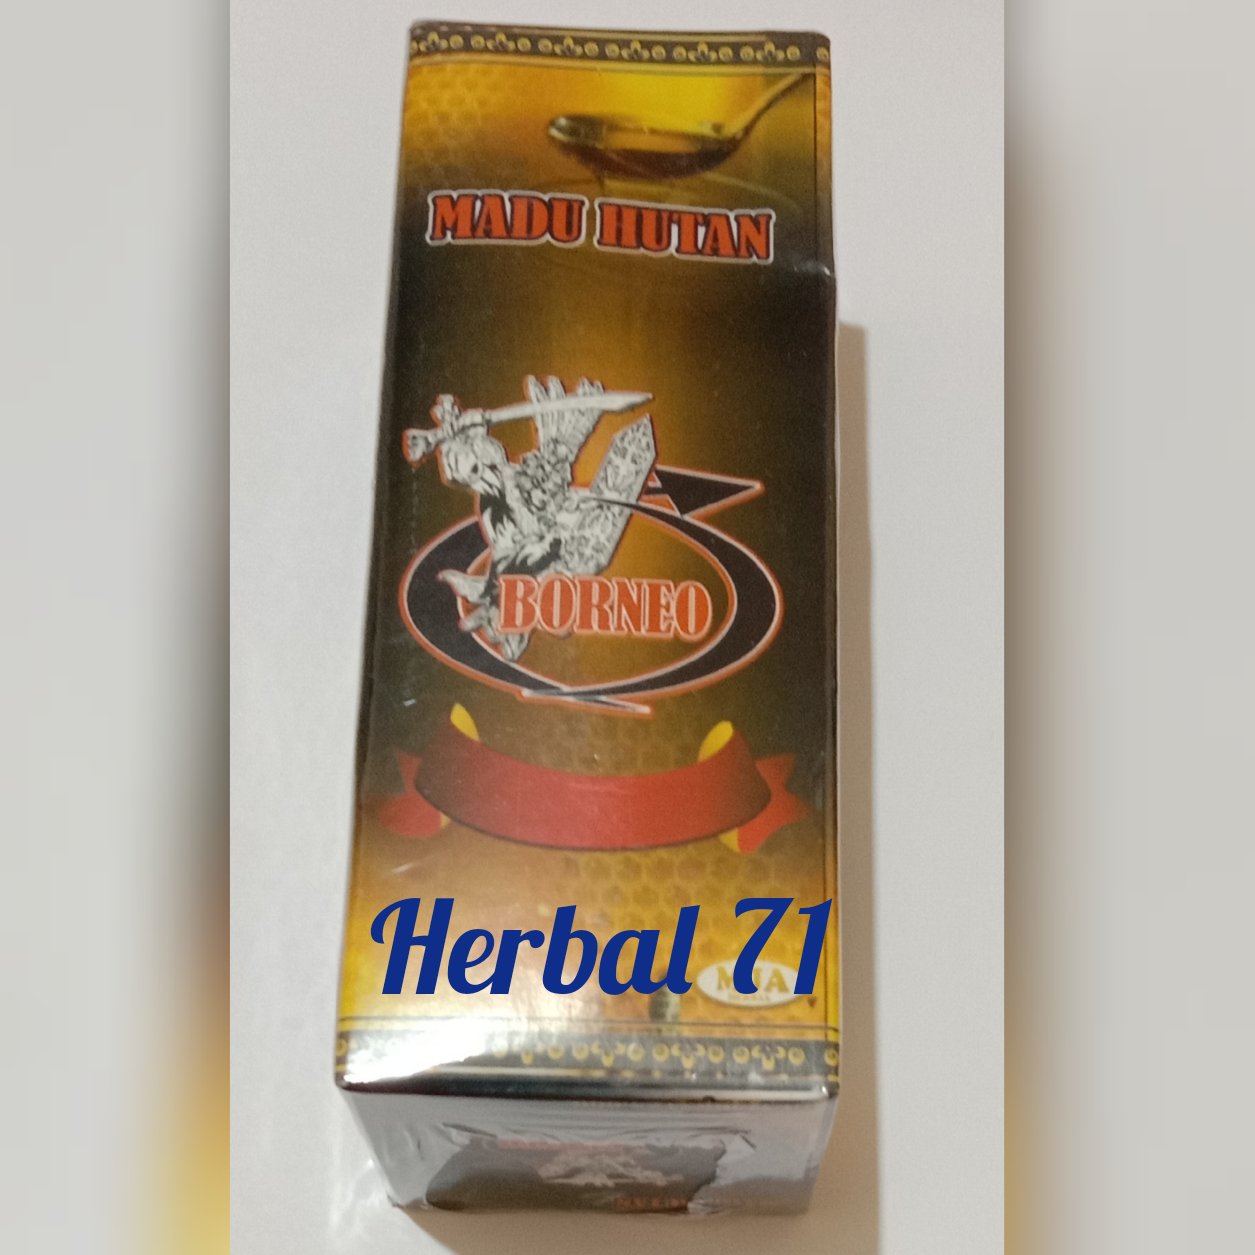 MADU HUTAN
BORNEO
Herbal 71